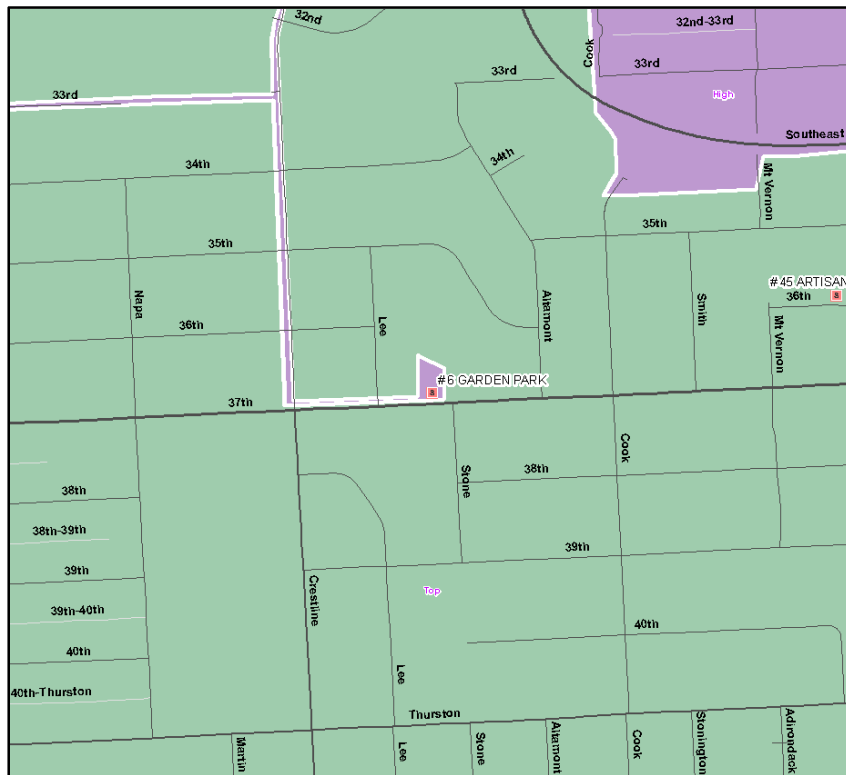 32nd
32nd-33rd
Cook
33rd
33rd
33rd
High
Southeast
34th
34th
Mt Vernon
35th
35th
#45 ARTISAN
36th
Napa
Altamont
Smith
Lee
36th
Mt Vernon
#6 GARDEN PARK
37th
Cook
Stone
38th
38th
38th-39th
39th
39th
Crestline
Top
39th-40th
40th
40th
Lee
40th-Thurston
Thurston
Martin
Lee
Stone
Altamont
Cook
Stonington
Adirondack